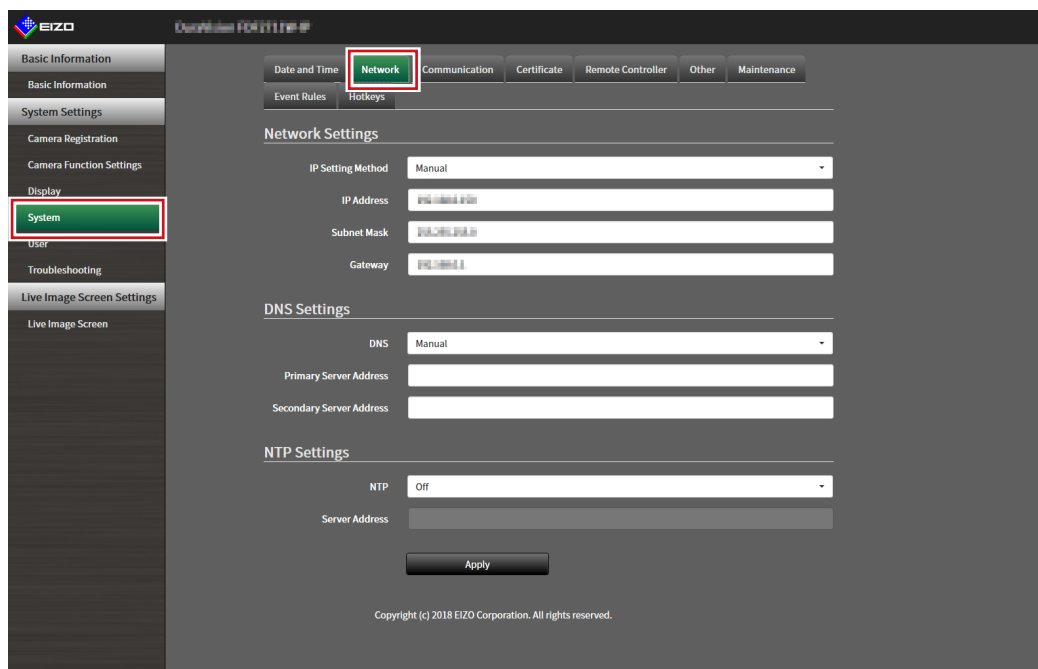 EIZO
Basic Information
Basic Information
System Settings
Camera Registration
Camera Function Settings
Display
System
User
Troubleshooting
Live Image Screen Settings
Live Image Screen
Date and Time Network Communication Certificate Remote Controller Other Maintenance
Event Rules Hotkeys
Network Settings
IP Setting Method Manual
IP Address
Subnet Mask
Gateway
DNS Settings
DNS Manual
Primary Server Address
Secondary Server Address
NTP Settings
NTP Off
Server Address
Apply
Copyright (c) 2018 EIZO Corporation. All rights reserved.